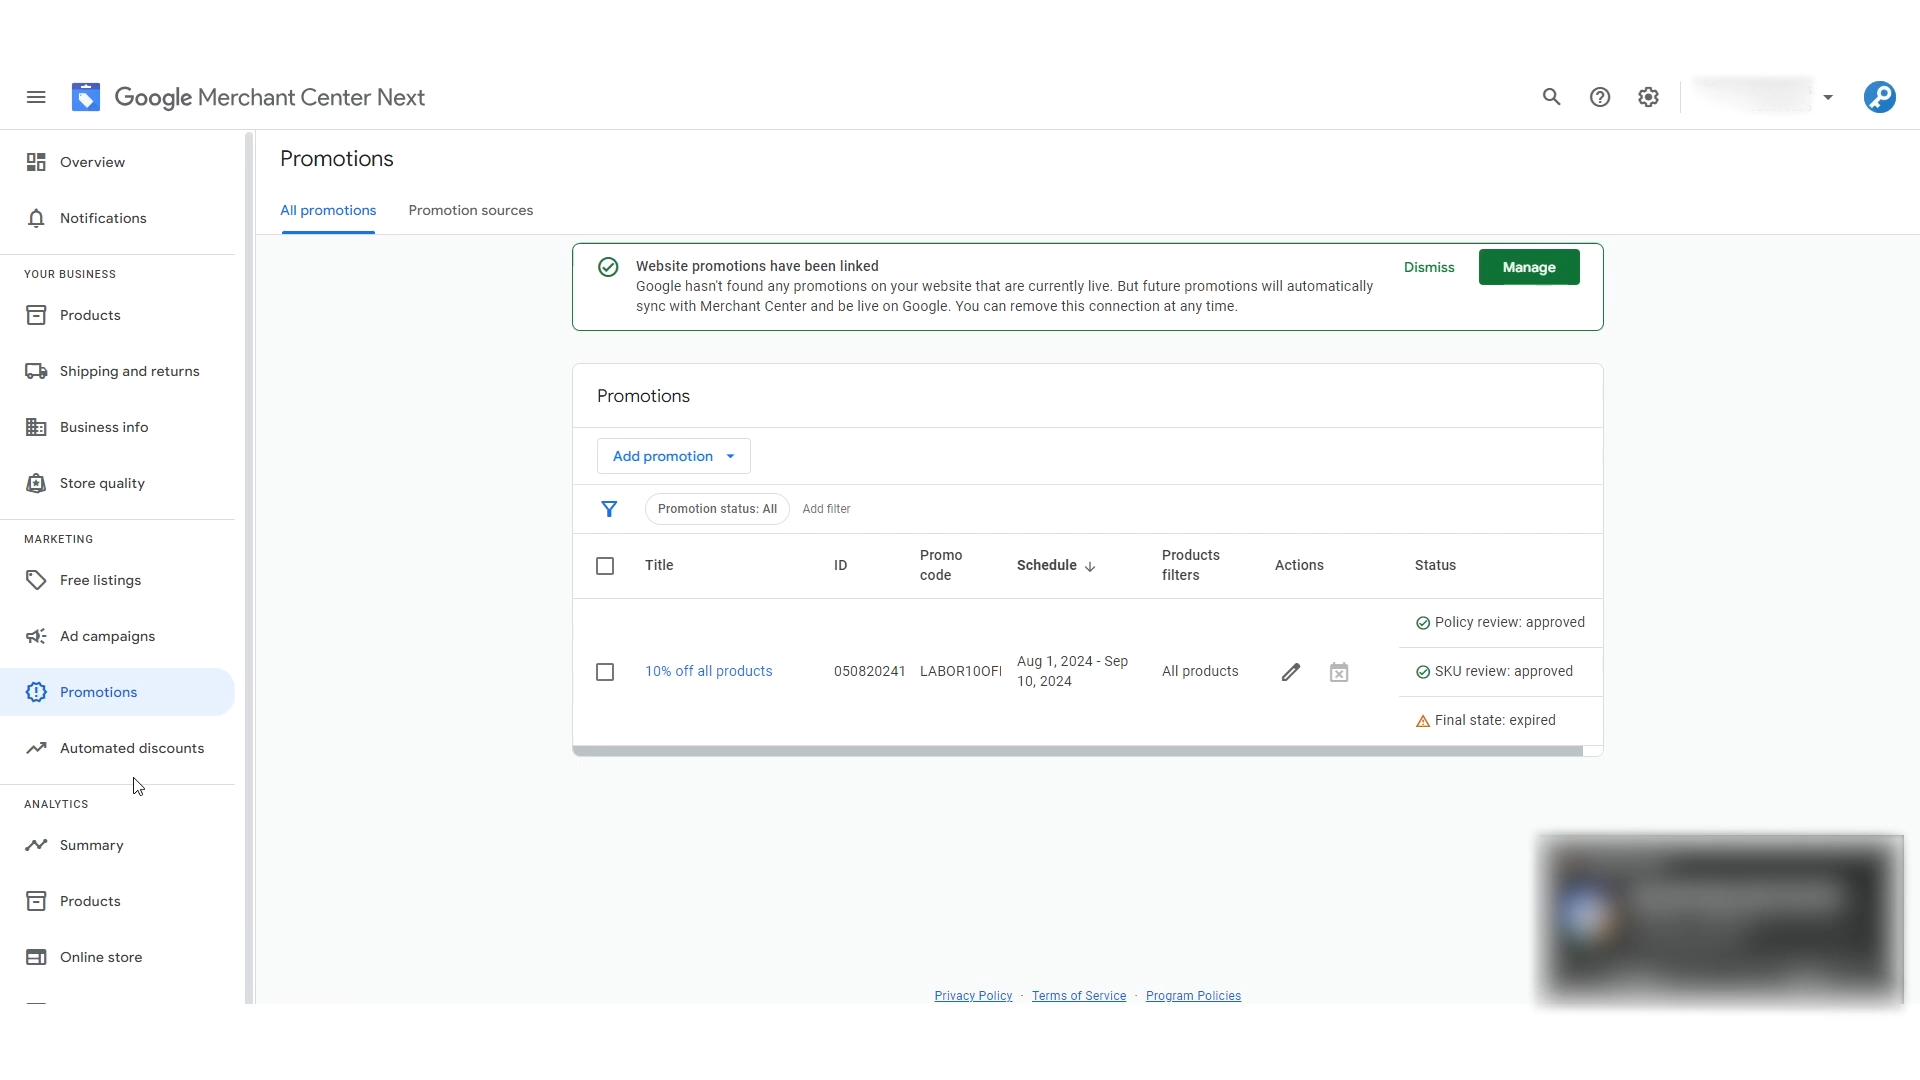 Google Merchant Center Next
Overview
Notifications
YOUR BUSINESS
Products
Shipping and returns
Business info
Store quality
MARKETING
Free listings
Ad campaigns
Promotions
Automated discounts
ANALYTICS
Summary
Products
Online store
Promotions
All promotions
Promotion sources
Website promotions have been linked
Google hasn't found any promotions on your website that are currently live. But future promotions will automatically
sync with Merchant Center and be live on Google. You can remove this connection at any time.
Dismiss
Manage
Promotions
Add promotion
Promotion status: All
Add filter
Title
ID
Promo
code
Schedule
Products
filters
Actions
Status
10% off all products
050820241
LABOR10OF
Aug 1, 2024 - Sep
10, 2024
All products
Policy review: approved
SKU review: approved
Final state: expired
Privacy Policy · Terms of Service · Program Policies